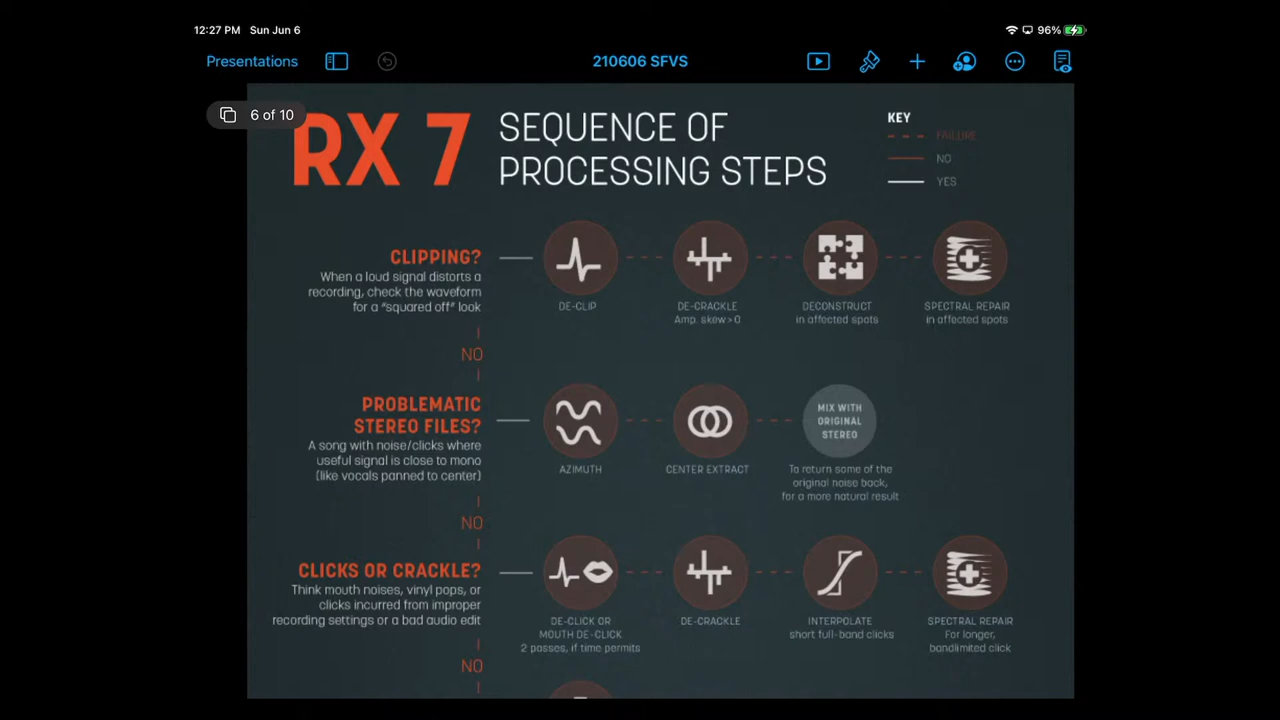 12:27 PM Sun Jun 6
96%
Presentations
210606 SFVS
6 of 10
RX 7
SEQUENCE OF
PROCESSING STEPS
KEY
FAILURE
NO
YES
CLIPPING?
When a loud signal distorts a
recording, check the waveform
for a "squared off" look
DE-CLIP
DE-CRACKLE
Amp. skew > 0
DECONSTRUCT
in affected spots
SPECTRAL REPAIR
in affected spots
NO
PROBLEMATIC
STEREO FILES?
A song with noise/clicks where
useful signal is close to mono
(like vocals panned to center)
AZIMUTH
CENTER EXTRACT
MIX WITH
ORIGINAL
STEREO
To return some of the
original noise back,
for a more natural result
NO
CLICKS OR CRACKLE?
Think mouth noises, vinyl pops, or
clicks incurred from improper
recording settings or a bad audio edit
DE-CLICK OR
MOUTH DE-CLICK
2 passes, if time permits
DE-CRACKLE
INTERPOLATE
short full-band clicks
SPECTRAL REPAIR
For longer,
bandlimited click
NO